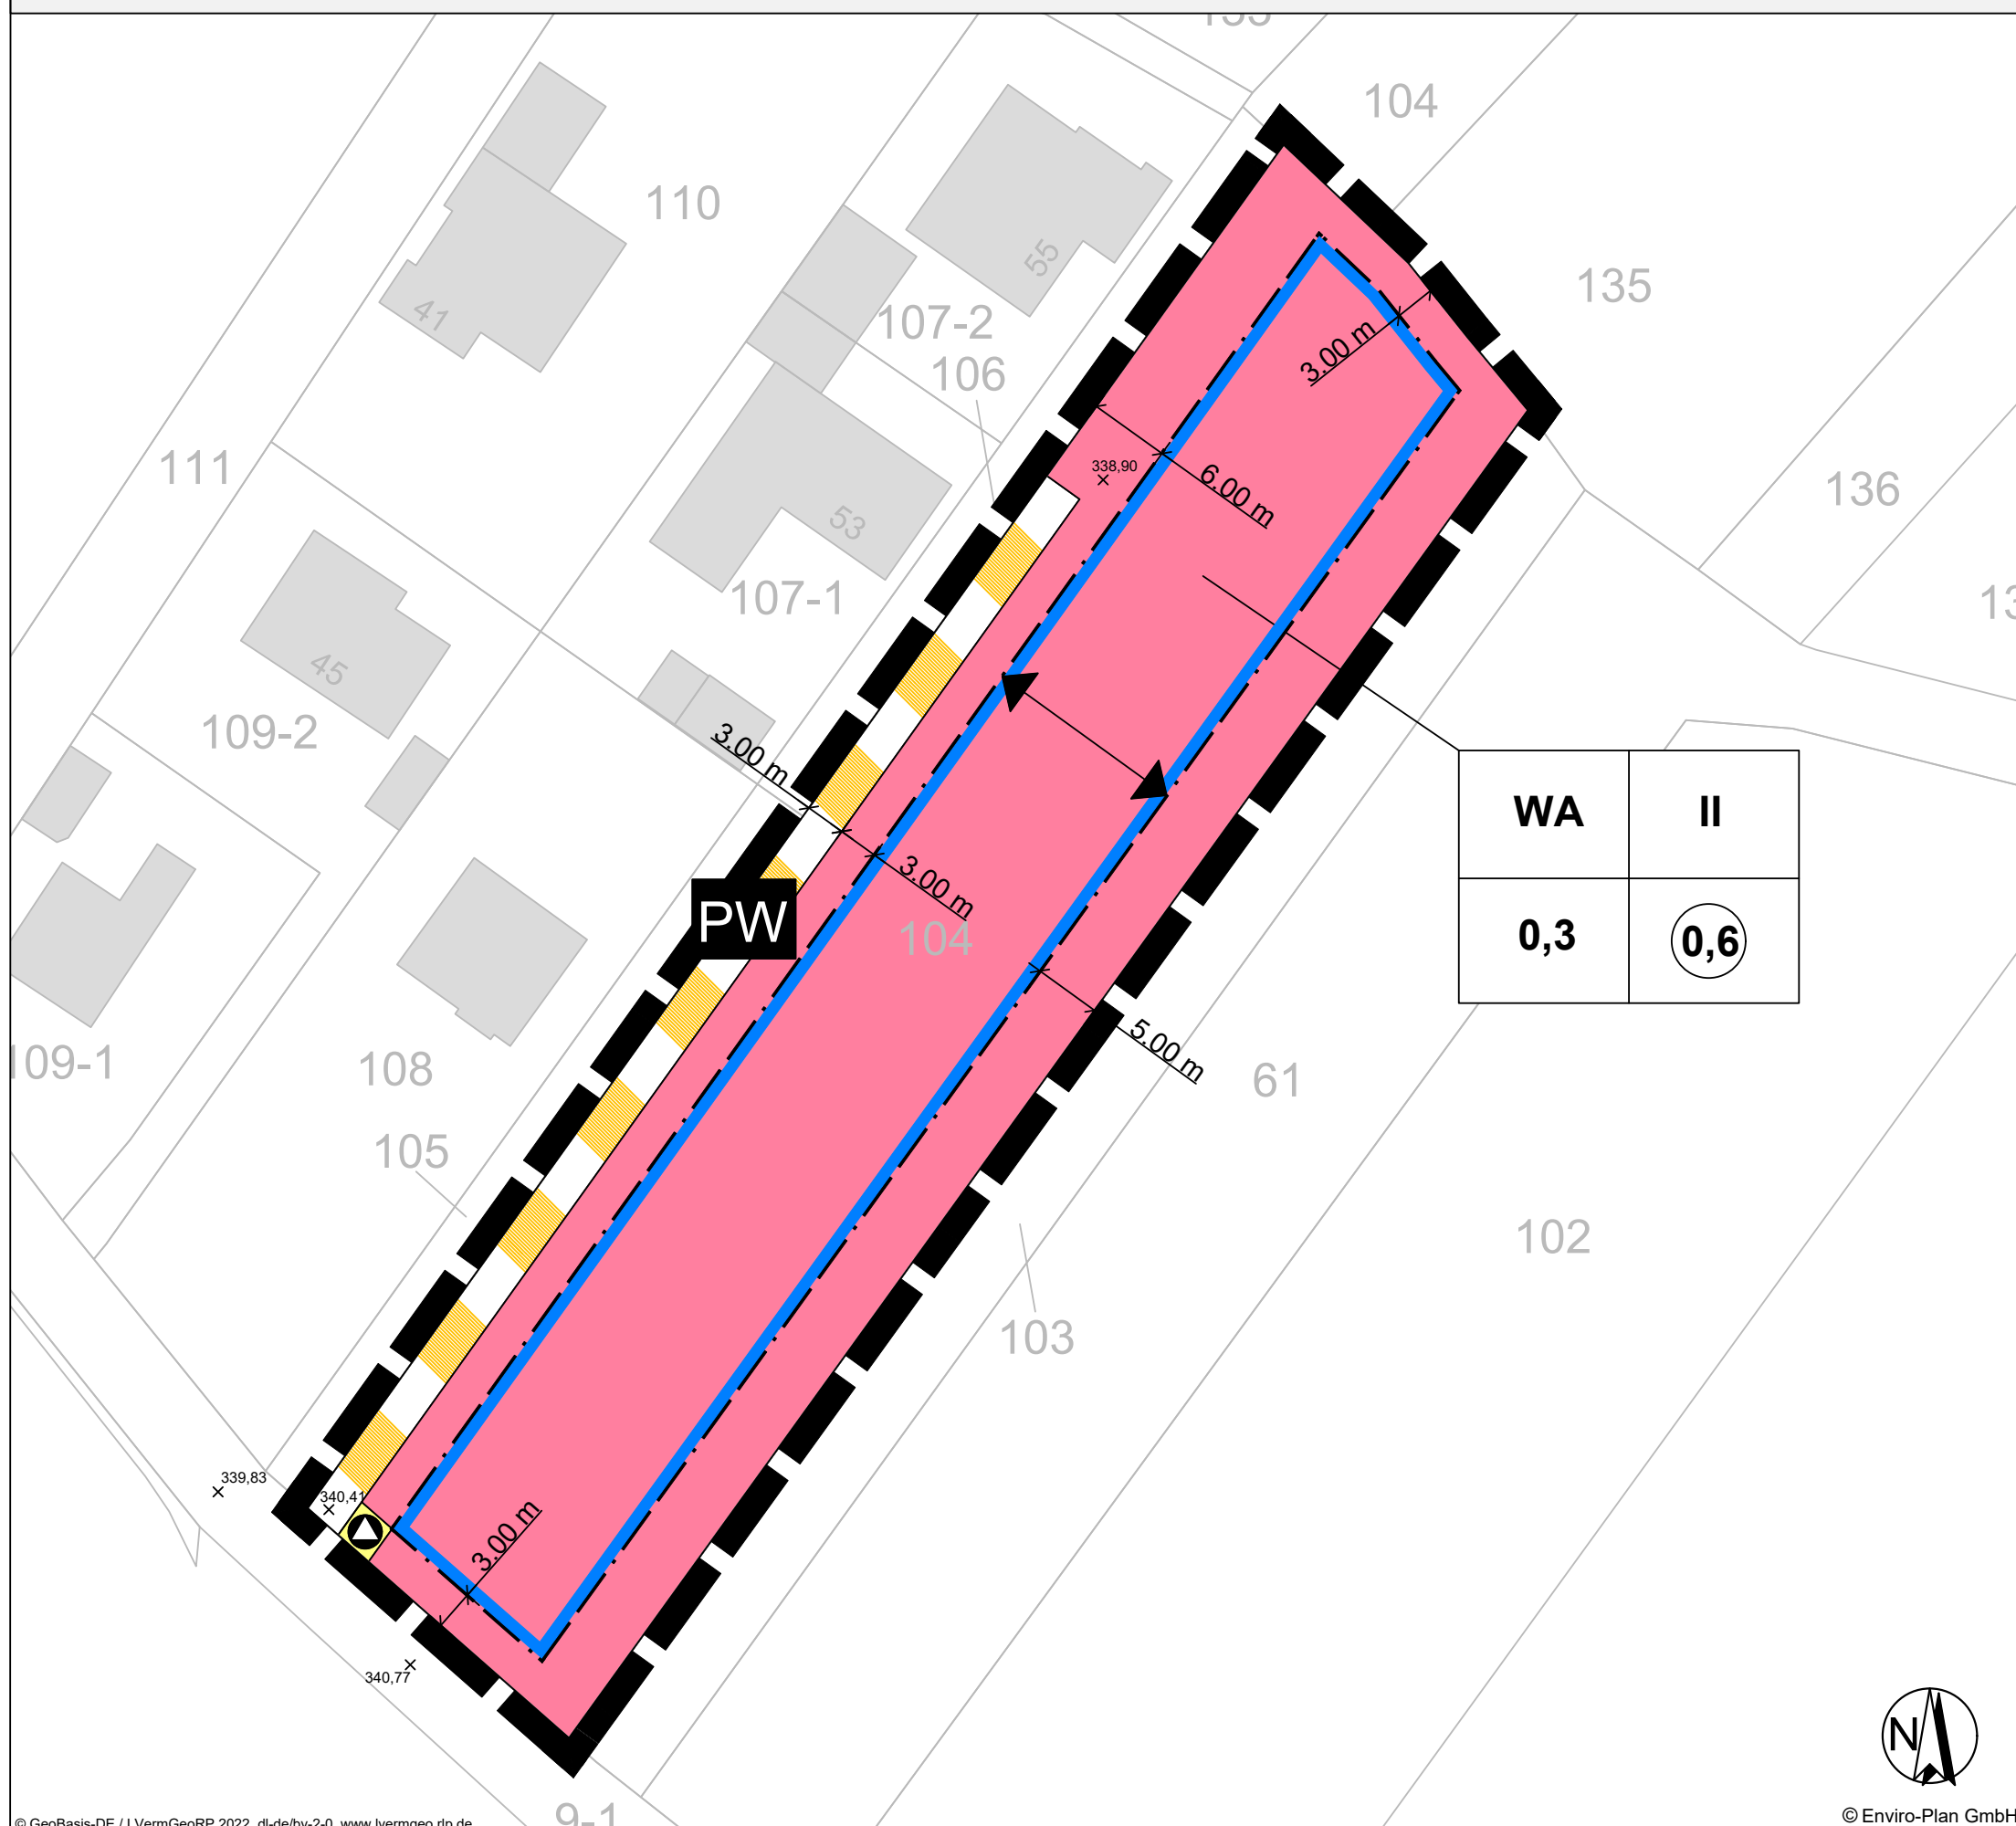 104
110
135
55
107-2
3.00 m
41
106
111
338,90
6.00 m
136
53
107-1
45
109-2
3.00 m
WA
II
3.00 m
PW
104
0,3
0,6
5.00 m
109-1
108
61
105
102
103
339,83
340,41
3.00 m
340,77
N
9-1
© Enviro-Plan GmbH
© GeoBasis-DE / LVermGeoRP 2022, dl-de/by-2-0, www.lvermgeo.rlp.de